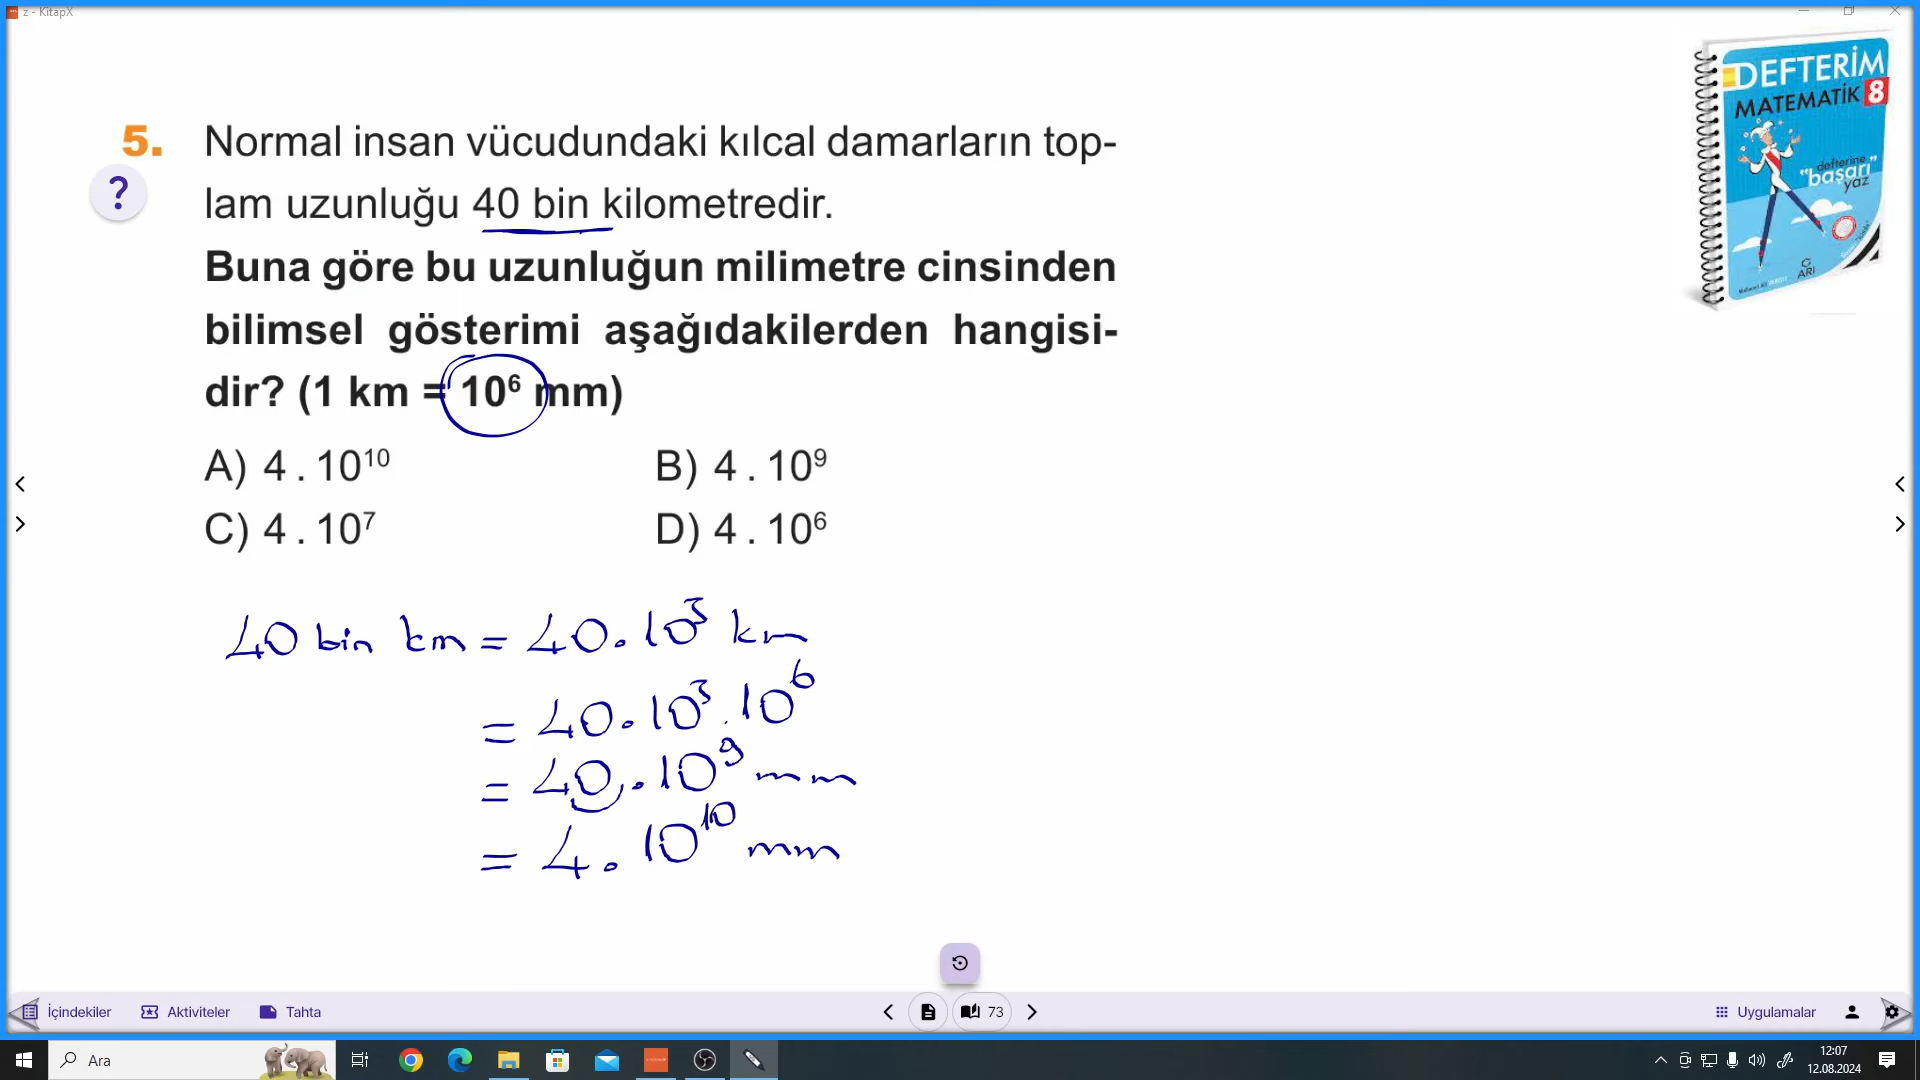 z - KitapX
DEFTERİM
MATEMATİK 8
defterine
"başarı"
yaz
ARI
5. Normal insan vücudundaki kılcal damarların top-
lam uzunluğu 40 bin kilometredir.
Buna göre bu uzunluğun milimetre cinsinden
bilimsel gösterimi aşağıdakilerden hangisi-
dir? (1 km = 10⁶ mm)
?
A) 4 . 10¹⁰ B) 4 . 10⁹
C) 4 . 10⁷ D) 4 . 10⁶
40 bin km = 40 . 10³ km
= 40 . 10³ . 10⁶
= 40 . 10⁹ mm
= 4 . 10¹⁰ mm
İçindekiler Aktiviteler Tahta 73 Uygulamalar
Ara 12:07
12.08.2024